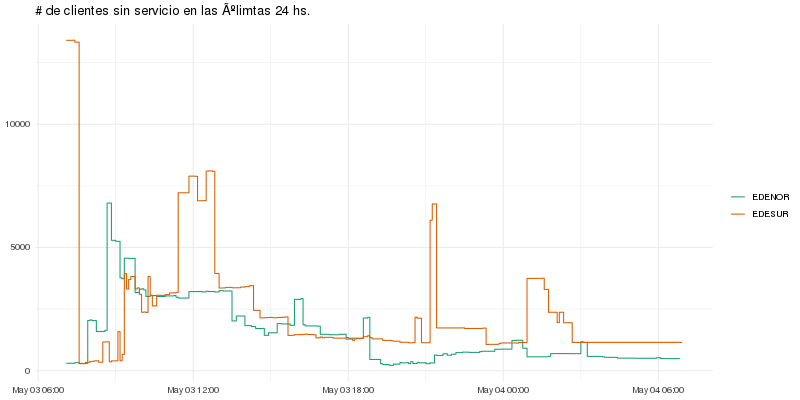 # de clientes sin servicio en las Ãºlimtas 24 hs.
10000
5000
0
EDENOR
EDESUR
May 03 06:00
May 03 12:00
May 03 18:00
May 04 00:00
May 04 06:00